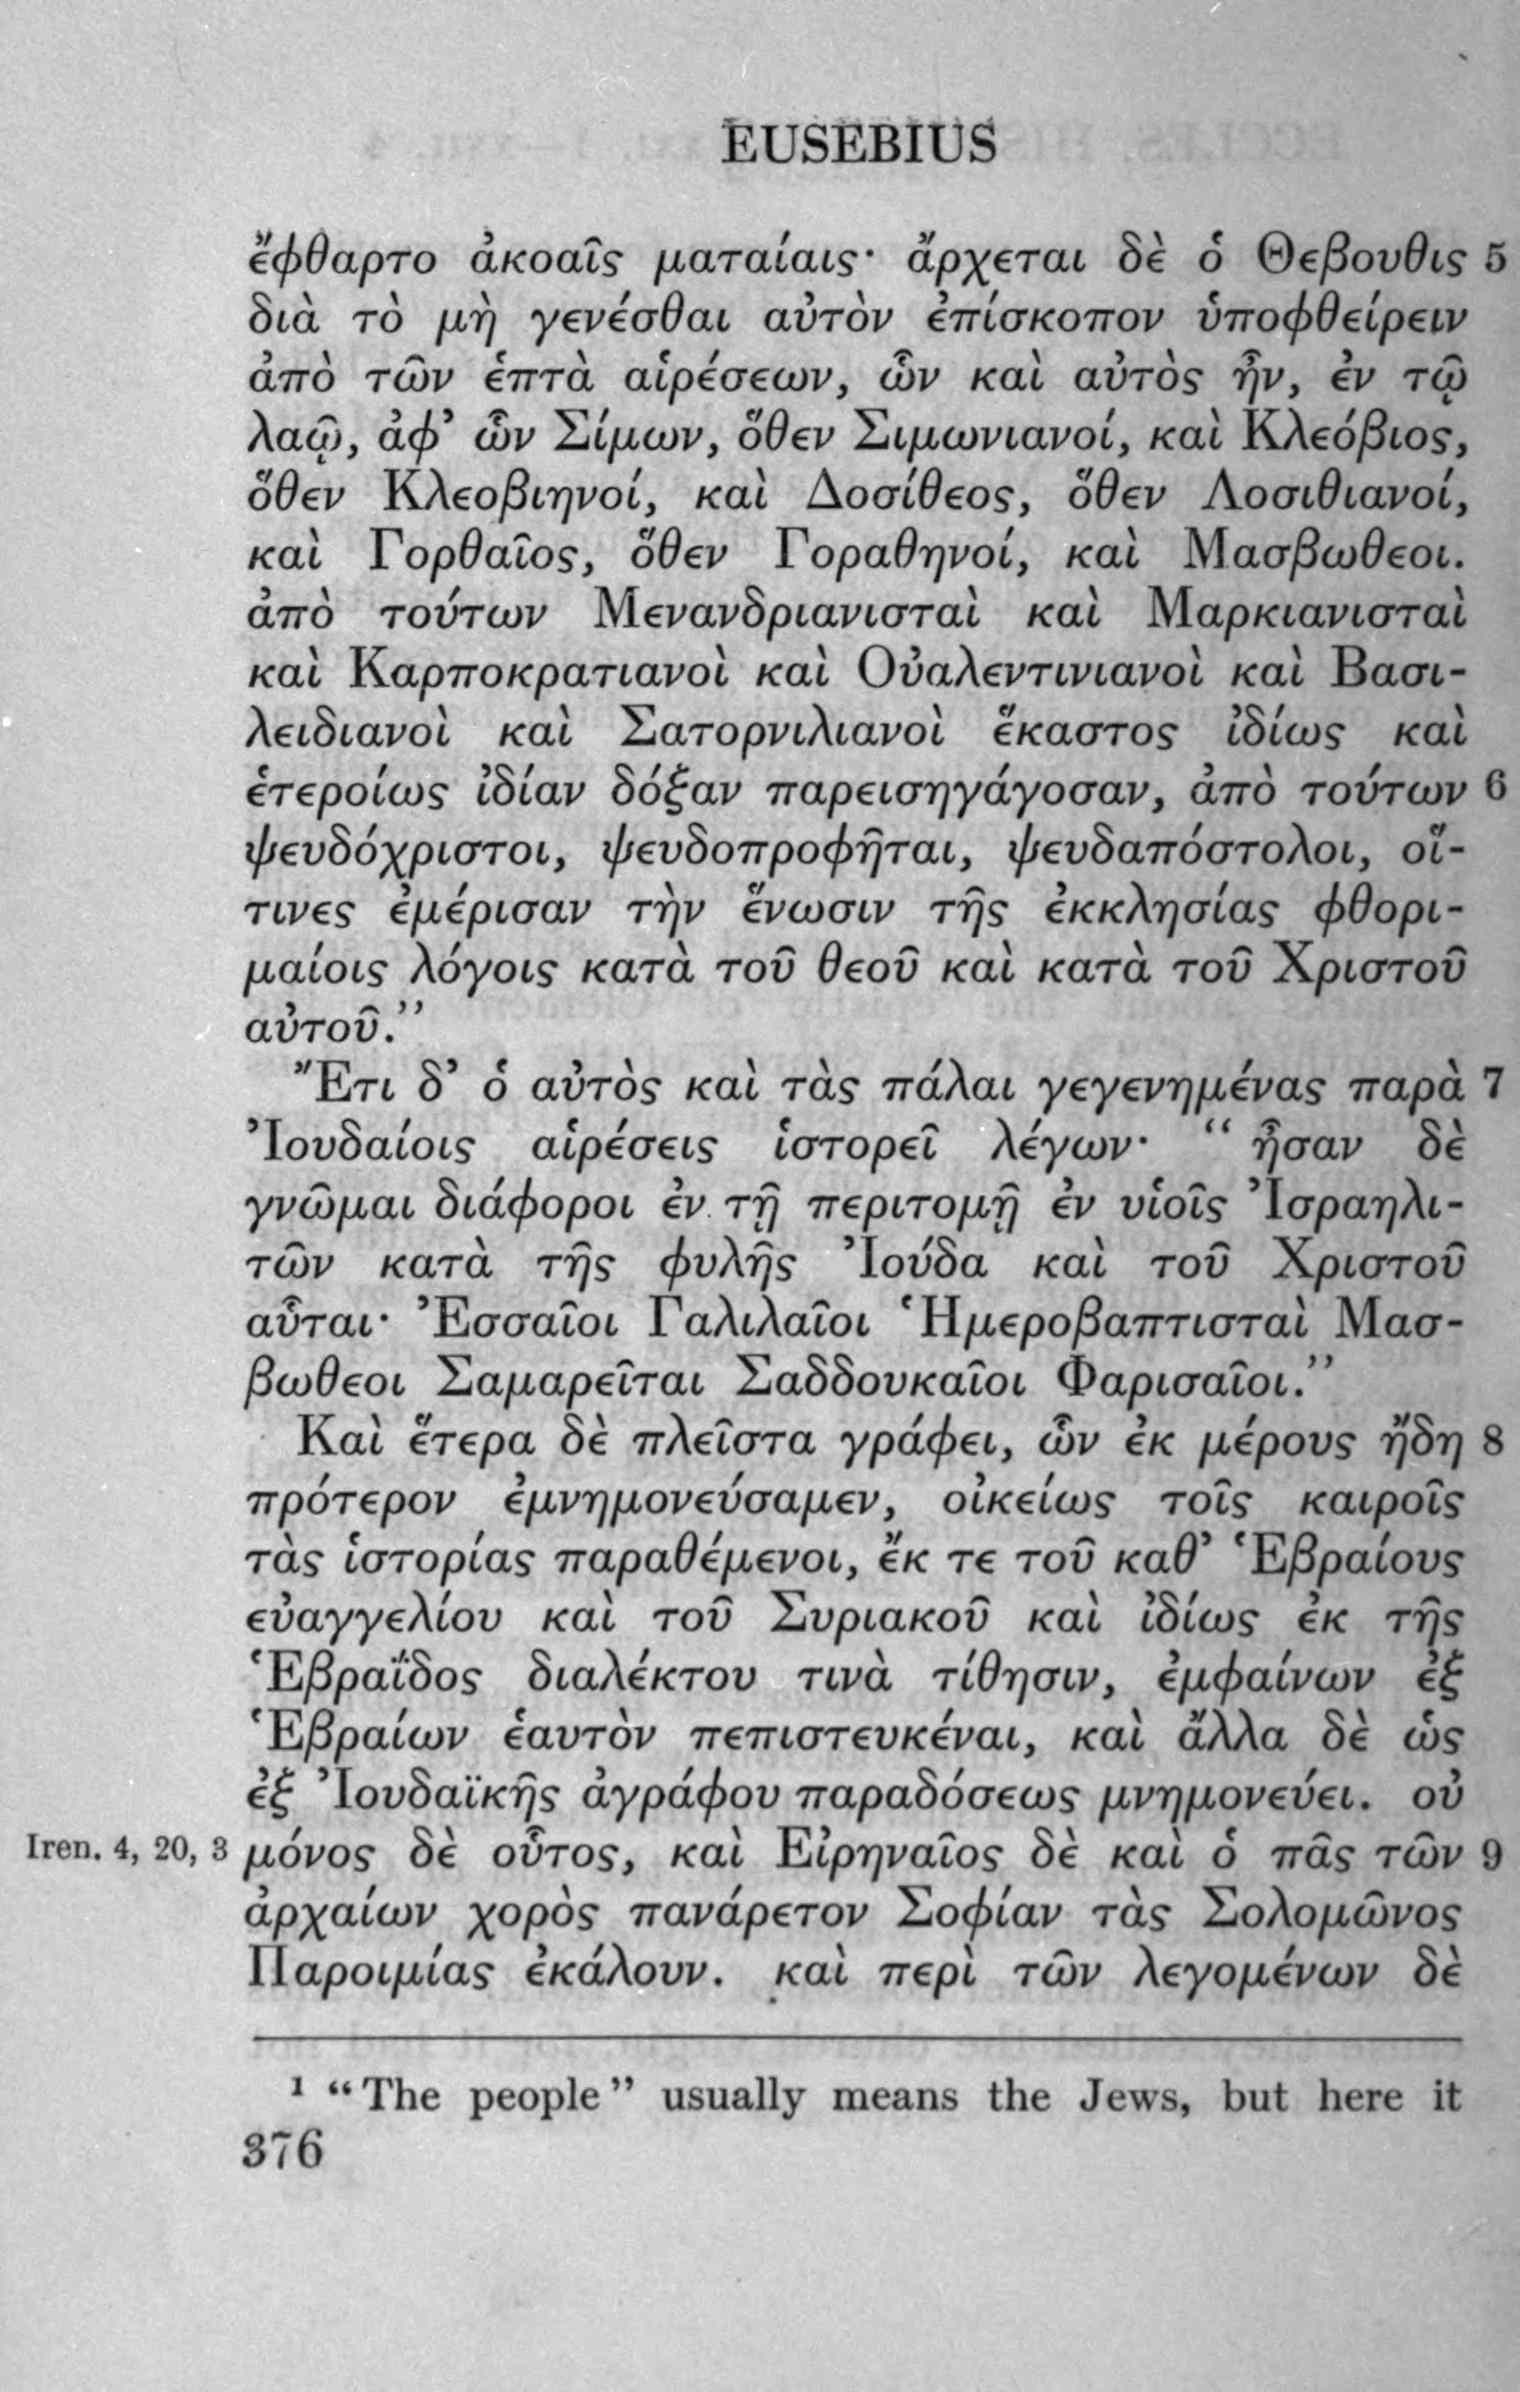 EUSEBIUS
ἔφθαρτο ἀκοαῖς ματαίαις· ἄρχεται δὲ ὁ Θεβουθις 5
διὰ τὸ μὴ γενέσθαι αὐτὸν ἐπίσκοπον ὑποφθείρειν
ἀπὸ τῶν ἑπτὰ αἱρέσεων, ὧν καὶ αὐτὸς ἦν, ἐν τῷ
λαῷ, ἀφ’ ὧν Σίμων, ὅθεν Σιμωνιανοί, καὶ Κλεόβιος,
ὅθεν Κλεοβιηνοί, καὶ Δοσίθεος, ὅθεν Λοσιθιανοί,
καὶ Γορθαῖος, ὅθεν Γοραθηνοί, καὶ Μασβωθεοι.
ἀπὸ τούτων Μενανδριανισταὶ καὶ Μαρκιανισταὶ
καὶ Καρποκρατιανοὶ καὶ Οὐαλεντινιανοὶ καὶ Βασι-
λειδιανοὶ καὶ Σατορνιλιανοὶ ἕκαστος ἰδίως καὶ
ἑτεροίως ἰδίαν δόξαν παρεισηγάγοσαν, ἀπὸ τούτων 6
ψευδόχριστοι, ψευδοπροφῆται, ψευδαπόστολοι, οἵ-
τινες ἐμέρισαν τὴν ἕνωσιν τῆς ἐκκλησίας φθορι-
μαίοις λόγοις κατὰ τοῦ θεοῦ καὶ κατὰ τοῦ Χριστοῦ
αὐτοῦ.”
Ἔτι δ’ ὁ αὐτὸς καὶ τὰς πάλαι γεγενημένας παρὰ 7
Ἰουδαίοις αἱρέσεις ἱστορεῖ λέγων· “ ἦσαν δὲ
γνῶμαι διάφοροι ἐν τῇ περιτομῇ ἐν υἱοῖς Ἰσραηλι-
τῶν κατὰ τῆς φυλῆς Ἰούδα καὶ τοῦ Χριστοῦ
αὗται· Ἐσσαῖοι Γαλιλαῖοι Ἡμεροβαπτισταὶ Μασ-
βωθεοι Σαμαρεῖται Σαδδουκαῖοι Φαρισαῖοι.”
Καὶ ἕτερα δὲ πλεῖστα γράφει, ὧν ἐκ μέρους ἤδη 8
πρότερον ἐμνημονεύσαμεν, οἰκείως τοῖς καιροῖς
τὰς ἱστορίας παραθέμενοι, ἔκ τε τοῦ καθ’ Ἑβραίους
εὐαγγελίου καὶ τοῦ Συριακοῦ καὶ ἰδίως ἐκ τῆς
Ἑβραΐδος διαλέκτου τινὰ τίθησιν, ἐμφαίνων ἐξ
Ἑβραίων ἑαυτὸν πεπιστευκέναι, καὶ ἄλλα δὲ ὡς
ἐξ Ἰουδαϊκῆς ἀγράφου παραδόσεως μνημονεύει. οὐ
Iren. 4, 20, 3 μόνος δὲ οὗτος, καὶ Εἰρηναῖος δὲ καὶ ὁ πᾶς τῶν 9
ἀρχαίων χορὸς πανάρετον Σοφίαν τὰς Σολομῶνος
Παροιμίας ἐκάλουν. καὶ περὶ τῶν λεγομένων δὲ
¹ “The people” usually means the Jews, but here it
376